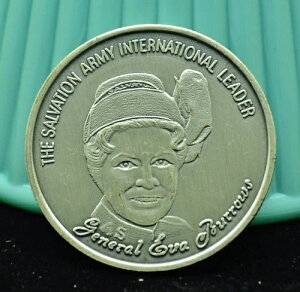 THE SALVATION ARMY INTERNATIONAL LEADER
General Eva Burrows